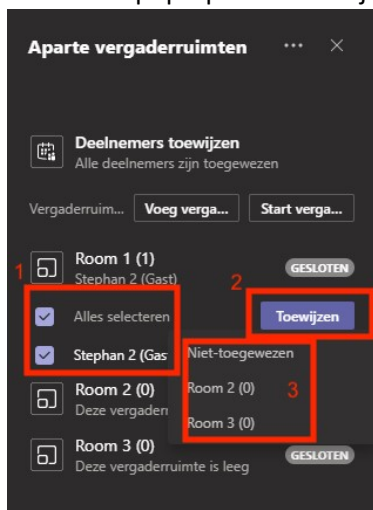 Aparte vergaderruimten ... ×
Deelnemers toewijzen
Alle deelnemers zijn toegewezen
Vergaderruim... Voeg verga... Start verga...
Room 1 (1)
1 GESLOTEN
Stephan 2 (Gast)
2
Alles selecteren Toewijzen
Stephan 2 (Gas Niet-toegewezen
Room 2 (0) Room 2 (0) 3
Deze vergadern
Room 3 (0)
Room 3 (0) GESLOTEN
Deze vergaderruimte is leeg